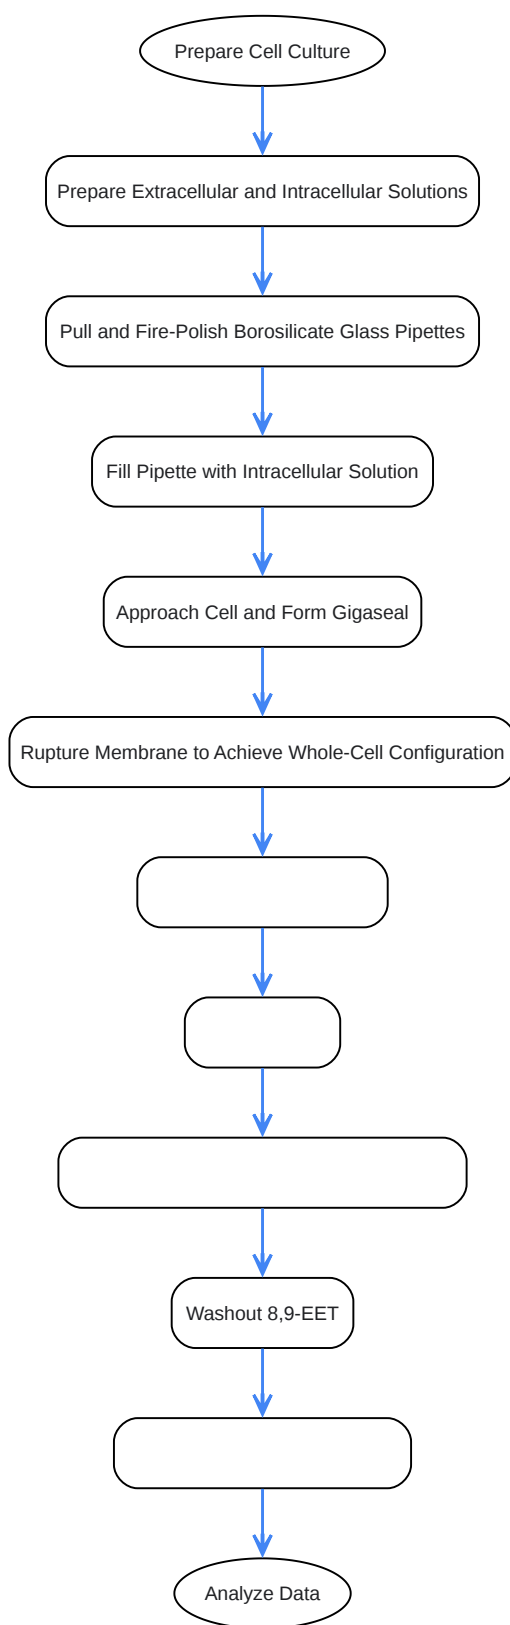 Prepare Cell Culture
Prepare Extracellular and Intracellular Solutions
Pull and Fire-Polish Borosilicate Glass Pipettes
Fill Pipette with Intracellular Solution
Approach Cell and Form Gigaseal
Rupture Membrane to Achieve Whole-Cell Configuration
Washout 8,9-EET
Analyze Data